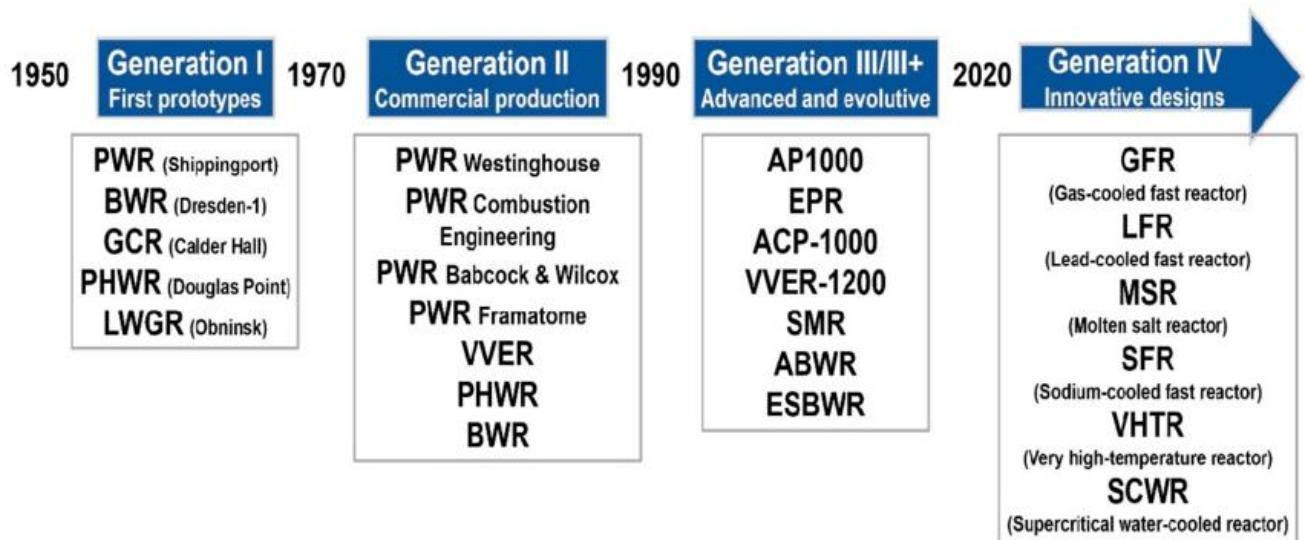 1950
Generation I
First prototypes
1970
Generation II
Commercial production
1990
Generation III/III+
Advanced and evolutive
2020
Generation IV
Innovative designs
PWR (Shippingport)
BWR (Dresden-1)
GCR (Calder Hall)
PHWR (Douglas Point)
LWGR (Obninsk)
PWR Westinghouse
PWR Combustion
Engineering
PWR Babcock & Wilcox
PWR Framatome
VVER
PHWR
BWR
AP1000
EPR
ACP-1000
VVER-1200
SMR
ABWR
ESBWR
GFR
(Gas-cooled fast reactor)
LFR
(Lead-cooled fast reactor)
MSR
(Molten salt reactor)
SFR
(Sodium-cooled fast reactor)
VHTR
(Very high-temperature reactor)
SCWR
(Supercritical water-cooled reactor)